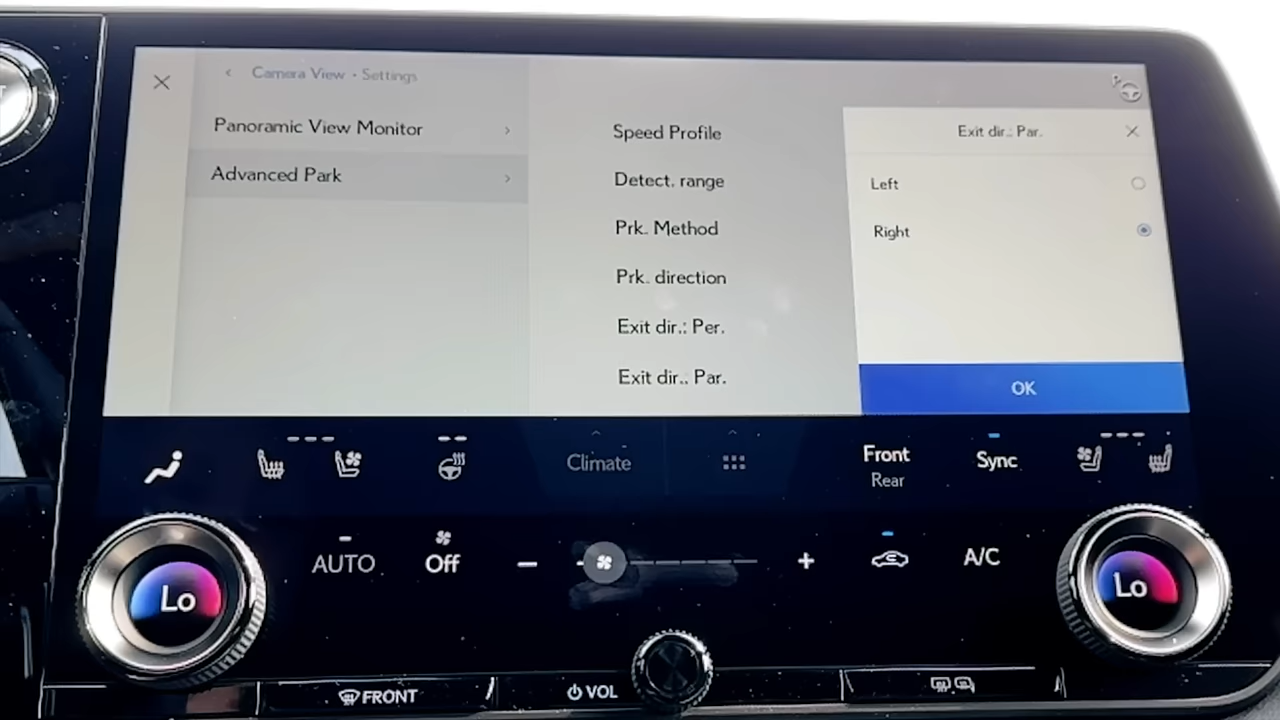 Camera View • Settings
Panoramic View Monitor
Advanced Park
Speed Profile
Detect. range
Prk. Method
Prk. direction
Exit dir.: Per.
Exit dir.: Par.
Exit dir.: Par.
Left
Right
OK
P
Climate
Front
Rear
Sync
AUTO
Off
A/C
Lo
Lo
FRONT
VOL